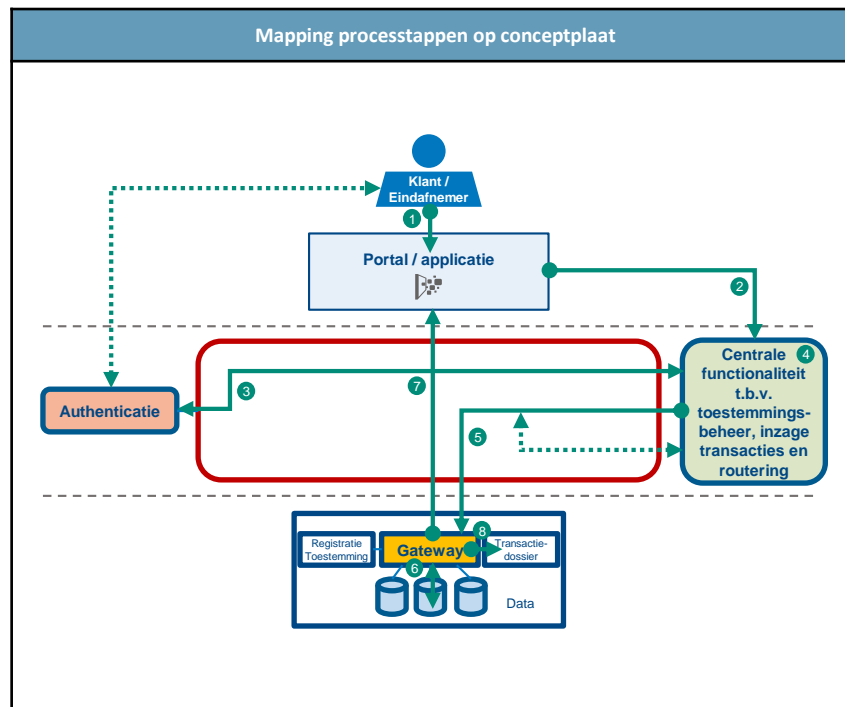 Mapping processtappen op conceptplaat
Klant /
Eindafnemer
1
Portal / applicatie
2
Authenticatie
3
7
5
Centrale 4
functionaliteit
t.b.v.
toestemmings-
beheer, inzage
transacties en
routering
Registratie
Toestemming
Gateway
8
Transactie-
dossier
6
Data